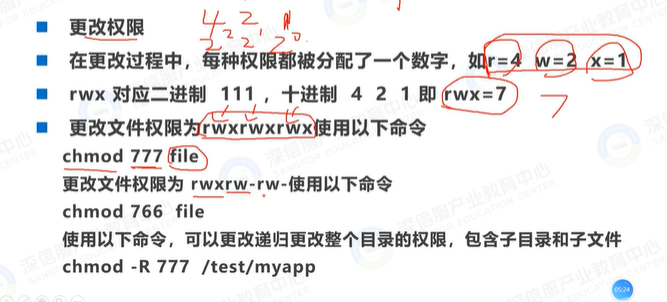 更改权限
4 2
2² 2¹ 2⁰
在更改过程中，每种权限都被分配了一个数字，如r=4 w=2 x=1
rwx 对应二进制 111 ，十进制 4 2 1 即 rwx=7
7
更改文件权限为rwxrwxrwx使用以下命令
chmod 777 file
更改文件权限为 rwxrw-rw-使用以下命令
chmod 766 file
使用以下命令，可以更改递归更改整个目录的权限，包含子目录和子文件
chmod -R 777 /test/myapp
05:24
深信服产业教育中心
SANGFOR EDUCATION CENTER